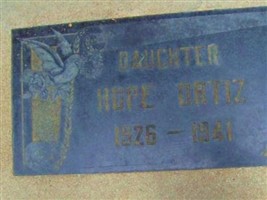 DAUGHTER
HOPE ORTIZ
1926 – 1941